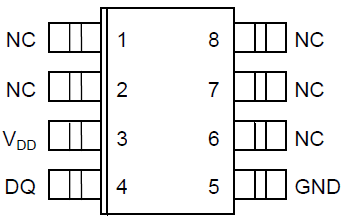 NC 1 8 NC
NC 2 7 NC
VDD 3 6 NC
DQ 4 5 GND